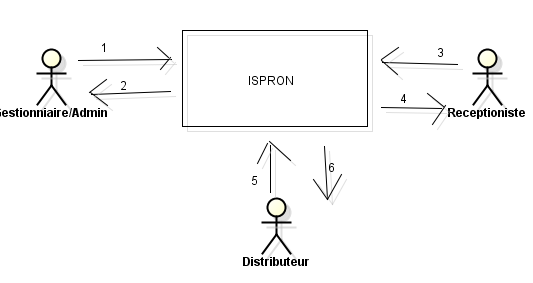 1
3
2
ISPRON
4
Gestionniaire/Admin
Receptioniste
5
6
Distributeur